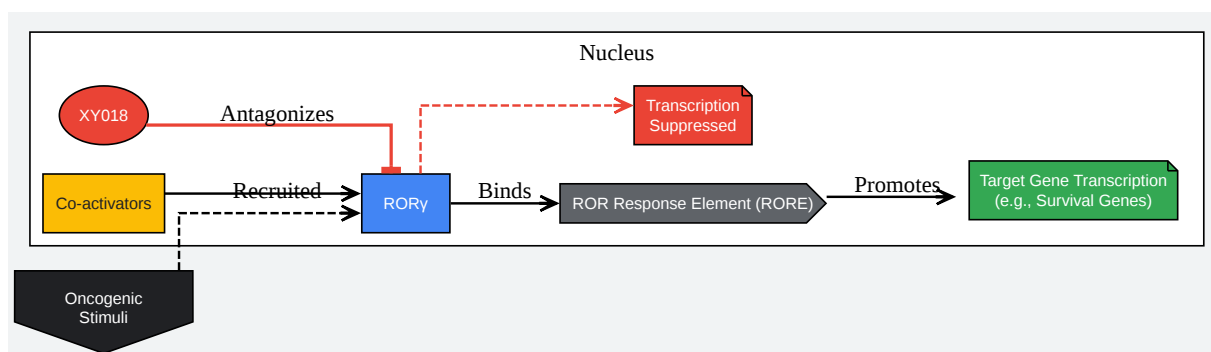 Nucleus
XY018
Antagonizes
Transcription
Suppressed
Co-activators
Recruited
RORγ
Binds
ROR Response Element (RORE)
Promotes
Target Gene Transcription
(e.g., Survival Genes)
Oncogenic
Stimuli